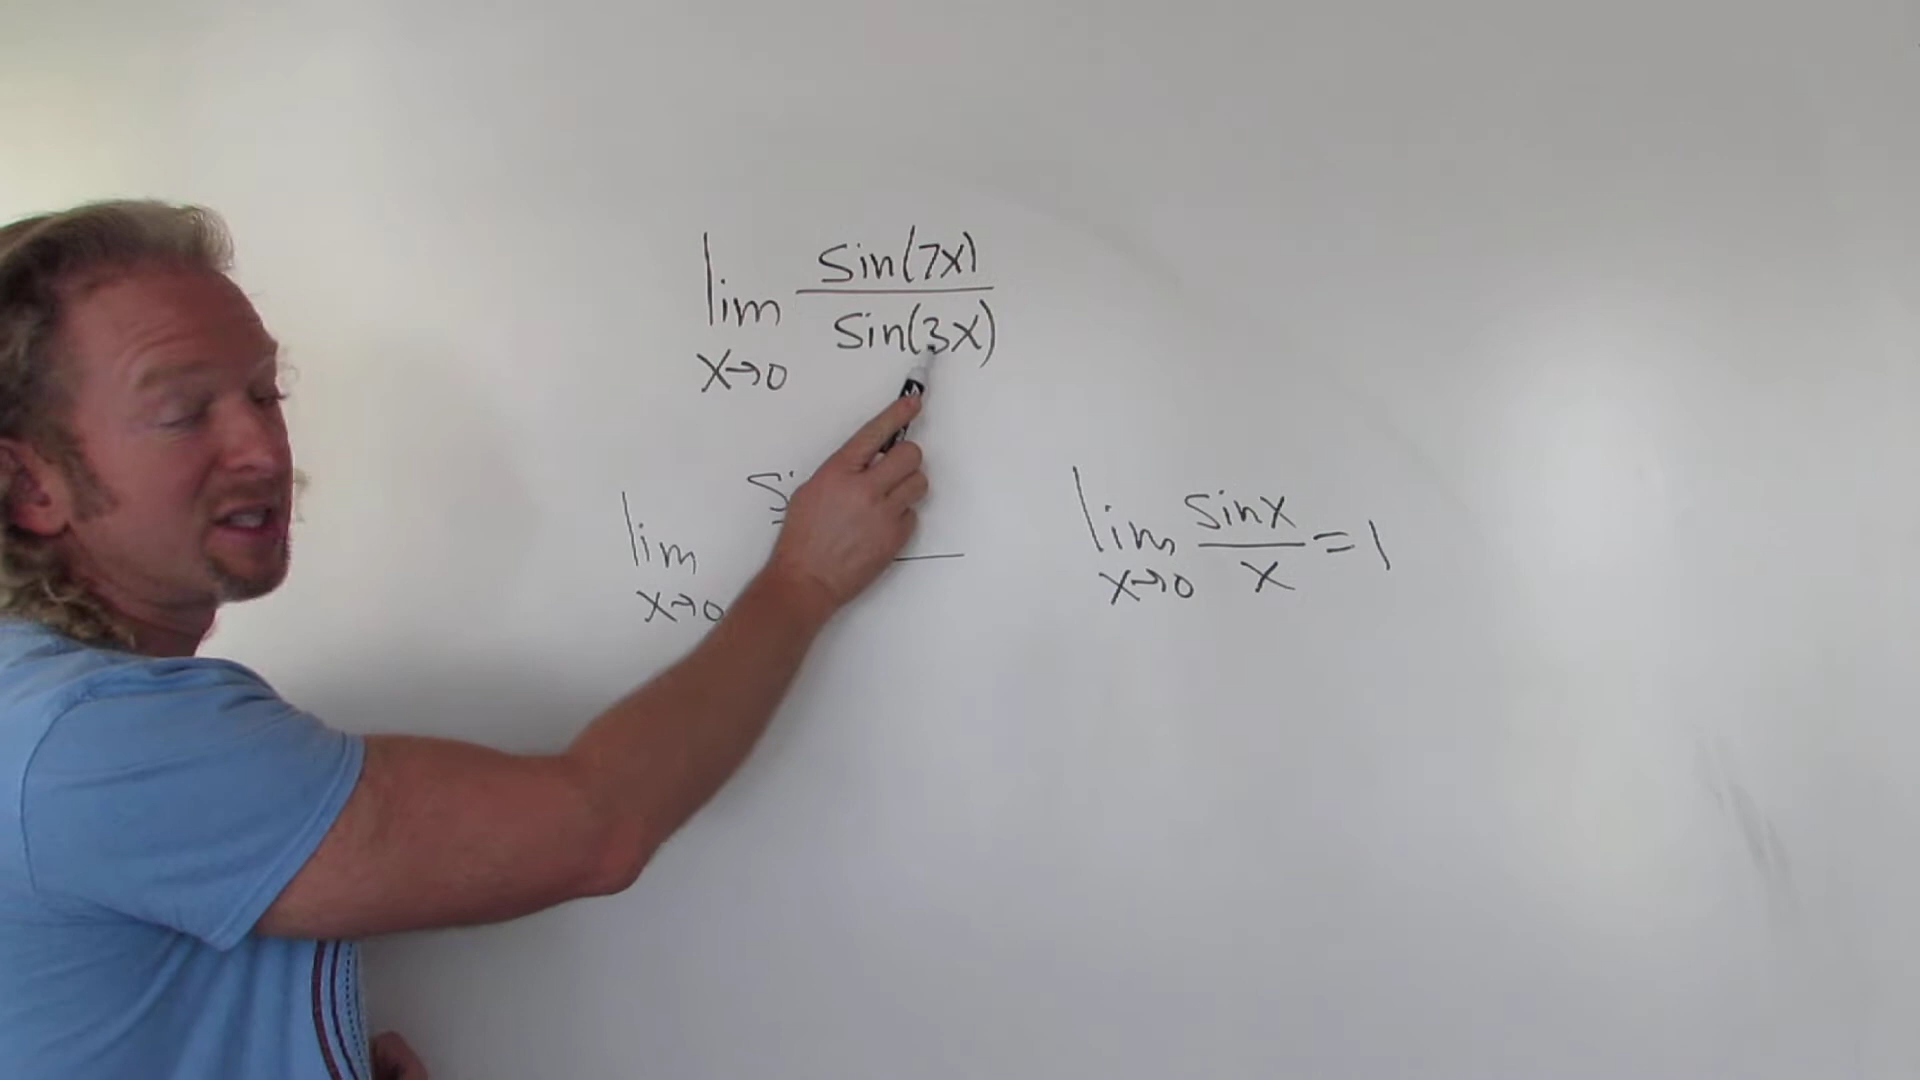 lim sin(7x)
x→0 sin(3x)
lim
x→0
lim sinx = 1
x→0 x